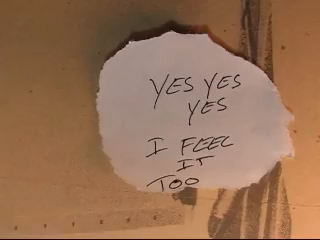 YES YES
YES
I FEEL
IT
TOO